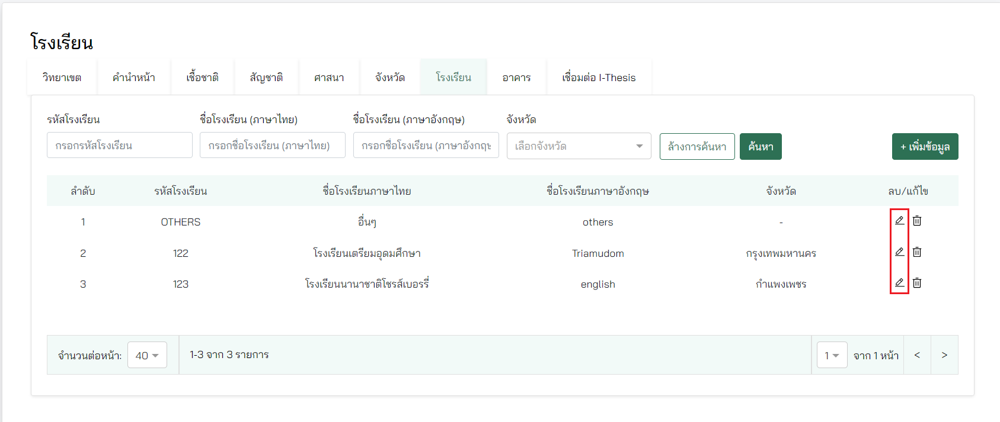 โรงเรียน
วิทยาเขต คำนำหน้า เชื้อชาติ สัญชาติ ศาสนา จังหวัด โรงเรียน อาคาร เชื่อมต่อ I-Thesis
รหัสโรงเรียน ชื่อโรงเรียน (ภาษาไทย) ชื่อโรงเรียน (ภาษาอังกฤษ) จังหวัด
กรอกรหัสโรงเรียน กรอกชื่อโรงเรียน (ภาษาไทย) กรอกชื่อโรงเรียน (ภาษาอังกฤษ เลือกจังหวัด ล้างการค้นหา ค้นหา + เพิ่มข้อมูล
ลำดับ รหัสโรงเรียน ชื่อโรงเรียนภาษาไทย ชื่อโรงเรียนภาษาอังกฤษ จังหวัด ลบ/แก้ไข
1 OTHERS อื่นๆ others -
2 122 โรงเรียนเตรียมอุดมศึกษา Triamudom กรุงเทพมหานคร
3 123 โรงเรียนนานาชาติโชรส์เบอรรี่ english กำแพงเพชร
จำนวนต่อหน้า: 40 1-3 จาก 3 รายการ 1 จาก 1 หน้า < >